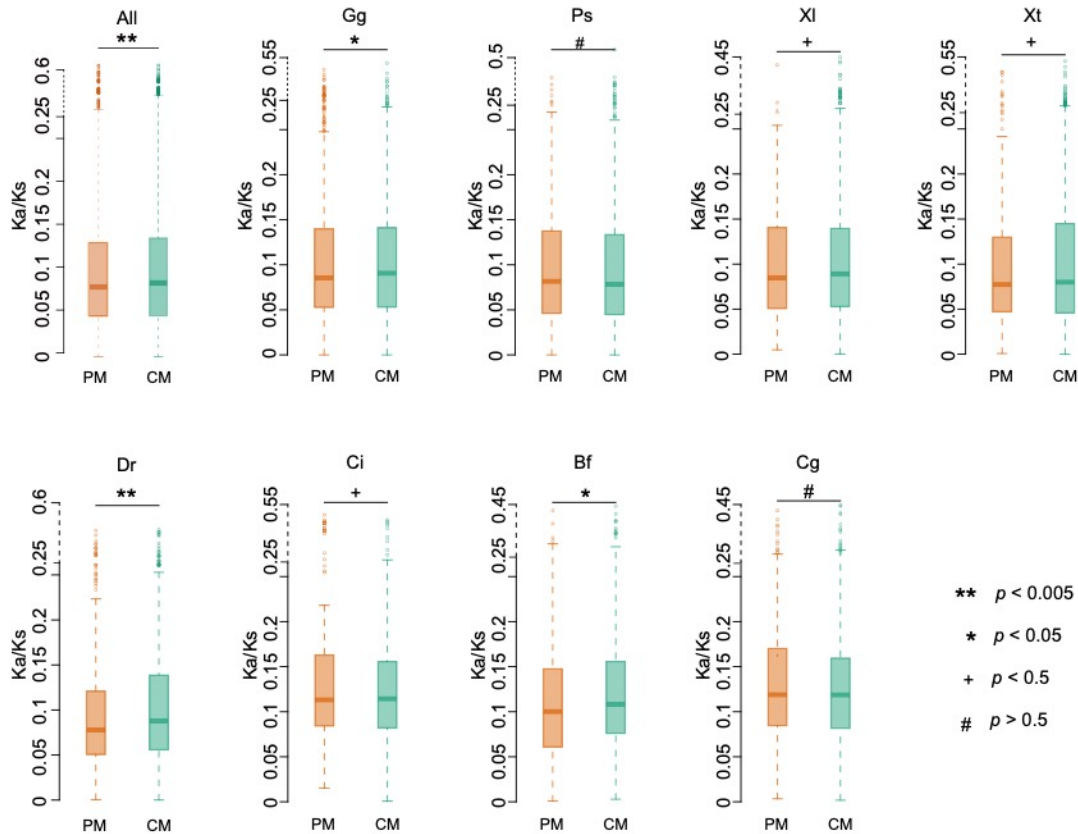 All
**
Ka/Ks
0.6
0.25
0.2
0.15
0.1
0.05
0
PM CM
Gg
*
Ka/Ks
0.55
0.25
0.2
0.15
0.1
0.05
0
PM CM
Ps
#
Ka/Ks
0.55
0.25
0.2
0.15
0.1
0.05
0
PM CM
Xl
+
Ka/Ks
0.45
0.25
0.2
0.15
0.1
0.05
0
PM CM
Xt
+
Ka/Ks
0.55
0.25
0.2
0.15
0.1
0.05
0
PM CM
Dr
**
Ka/Ks
0.6
0.25
0.2
0.15
0.1
0.05
0
PM CM
Ci
+
Ka/Ks
0.55
0.25
0.2
0.15
0.1
0.05
0
PM CM
Bf
*
Ka/Ks
0.45
0.25
0.2
0.15
0.1
0.05
0
PM CM
Cg
#
Ka/Ks
0.45
0.25
0.2
0.15
0.1
0.05
0
PM CM
** p < 0.005
* p < 0.05
+ p < 0.5
# p > 0.5